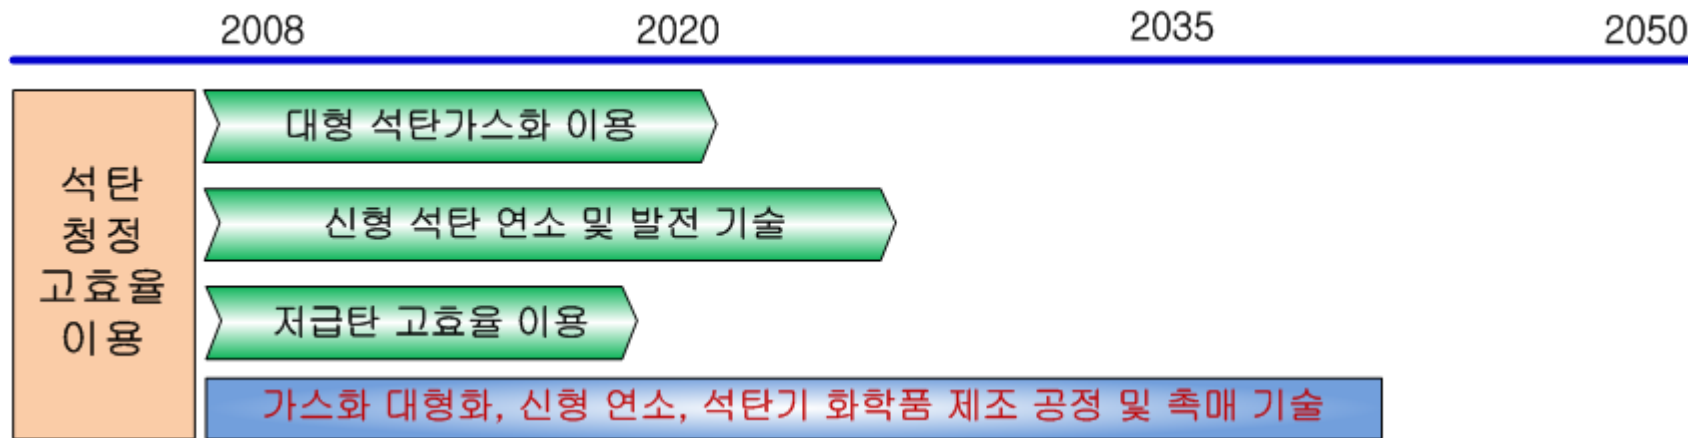 2008 2020 2035 2050
석탄
청정
고효율
이용
대형 석탄가스화 이용
신형 석탄 연소 및 발전 기술
저급탄 고효율 이용
가스화 대형화, 신형 연소, 석탄기 화학품 제조 공정 및 촉매 기술